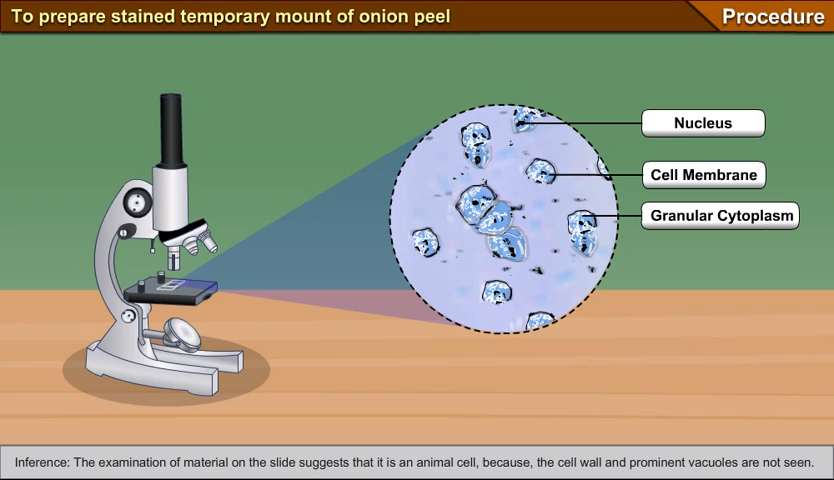 To prepare stained temporary mount of onion peel
Procedure
Nucleus
Cell Membrane
Granular Cytoplasm
Inference: The examination of material on the slide suggests that it is an animal cell, because, the cell wall and prominent vacuoles are not seen.